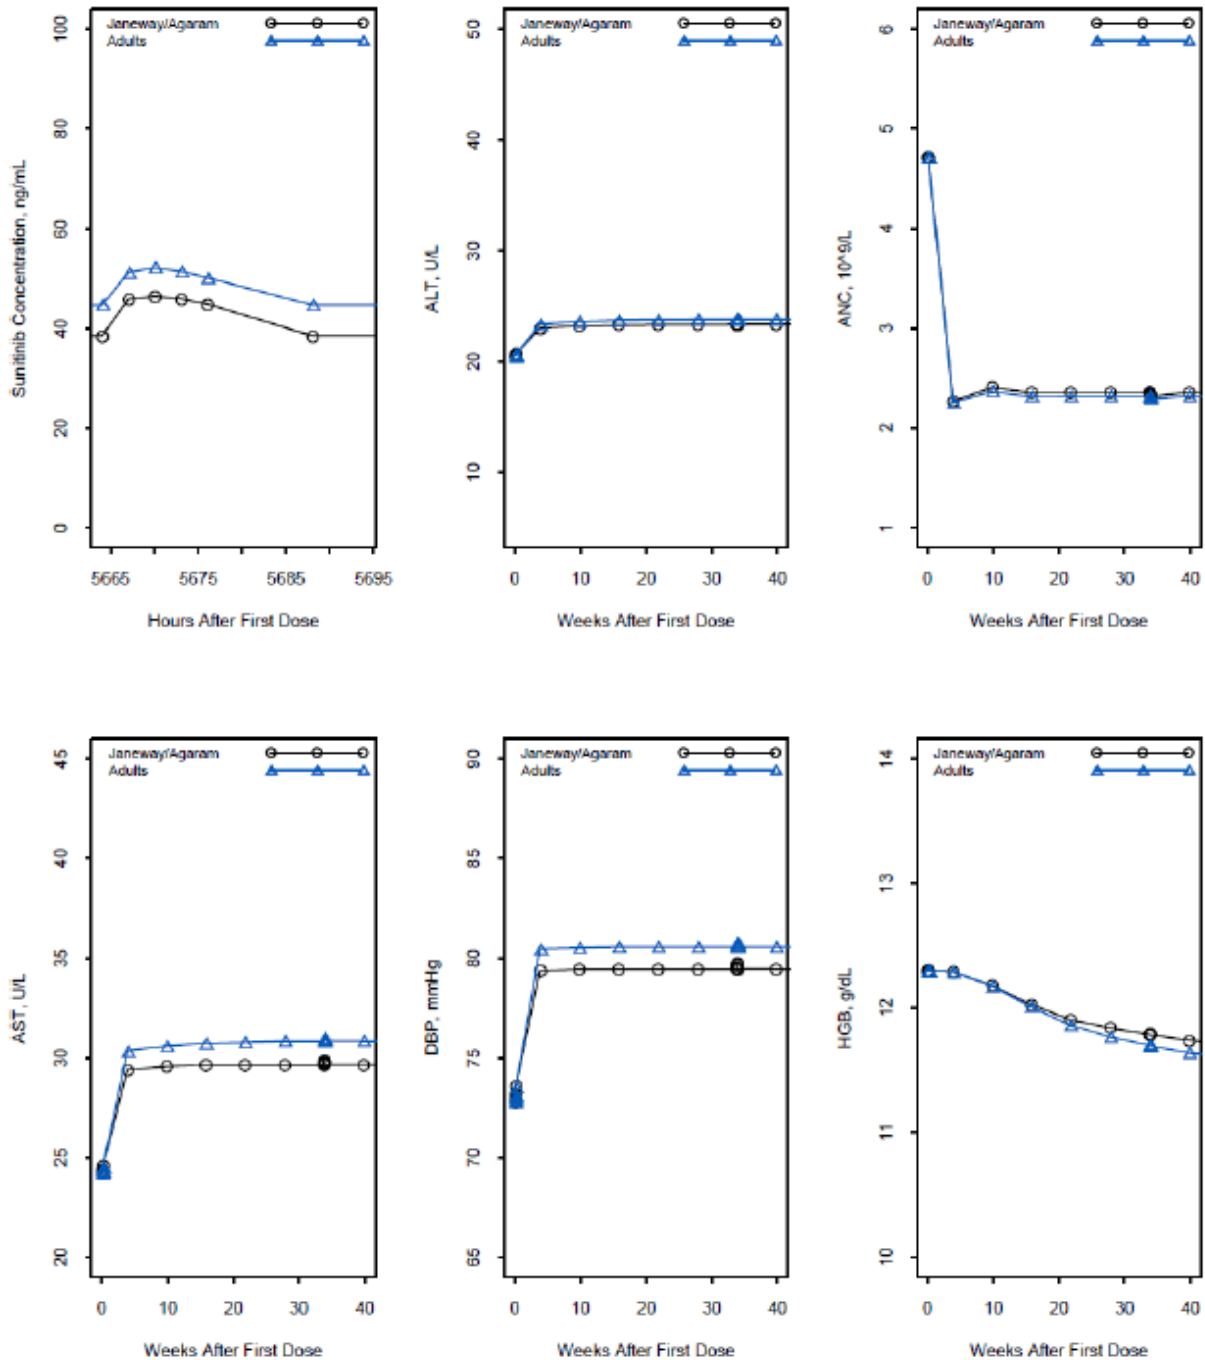 Janeway/Agaram
Adults
Sunitinib Concentration, ng/mL
100
80
60
40
20
0
5665 5675 5685 5695
Hours After First Dose
Janeway/Agaram
Adults
ALT, U/L
50
40
30
20
10
0 10 20 30 40
Weeks After First Dose
Janeway/Agaram
Adults
ANC, 10^9/L
6
5
4
3
2
1
0 10 20 30 40
Weeks After First Dose
Janeway/Agaram
Adults
AST, U/L
45
40
35
30
25
20
0 10 20 30 40
Weeks After First Dose
Janeway/Agaram
Adults
DBP, mmHg
90
85
80
75
70
65
0 10 20 30 40
Weeks After First Dose
Janeway/Agaram
Adults
HGB, g/dL
14
13
12
11
10
0 10 20 30 40
Weeks After First Dose